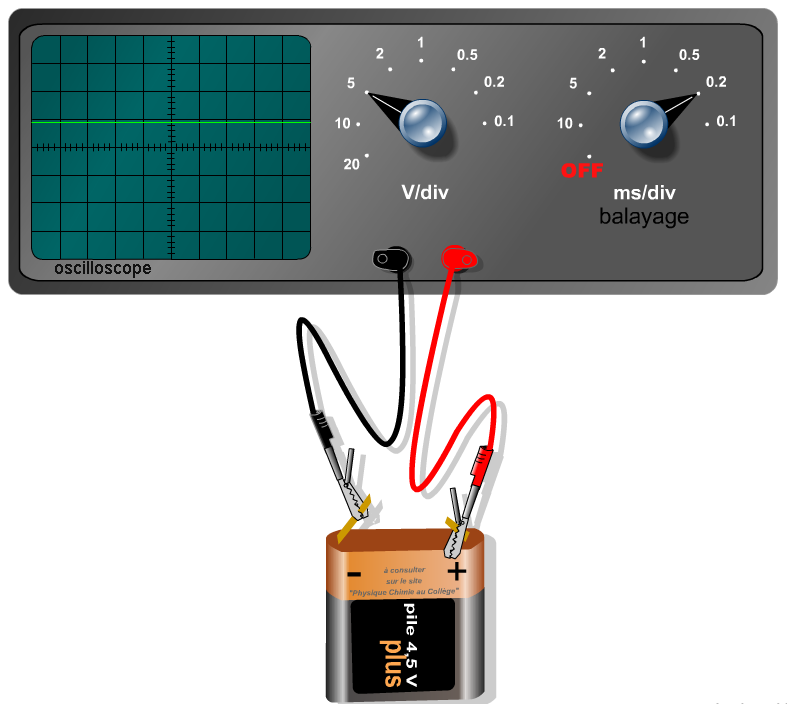 1
2
0.5
5
0.2
10
0.1
20
V/div
1
2
0.5
5
0.2
10
0.1
OFF
ms/div
balayage
oscilloscope
-
+
à consulter
sur le site
"Physique Chimie au Collège"
pile 4,5 V
plus